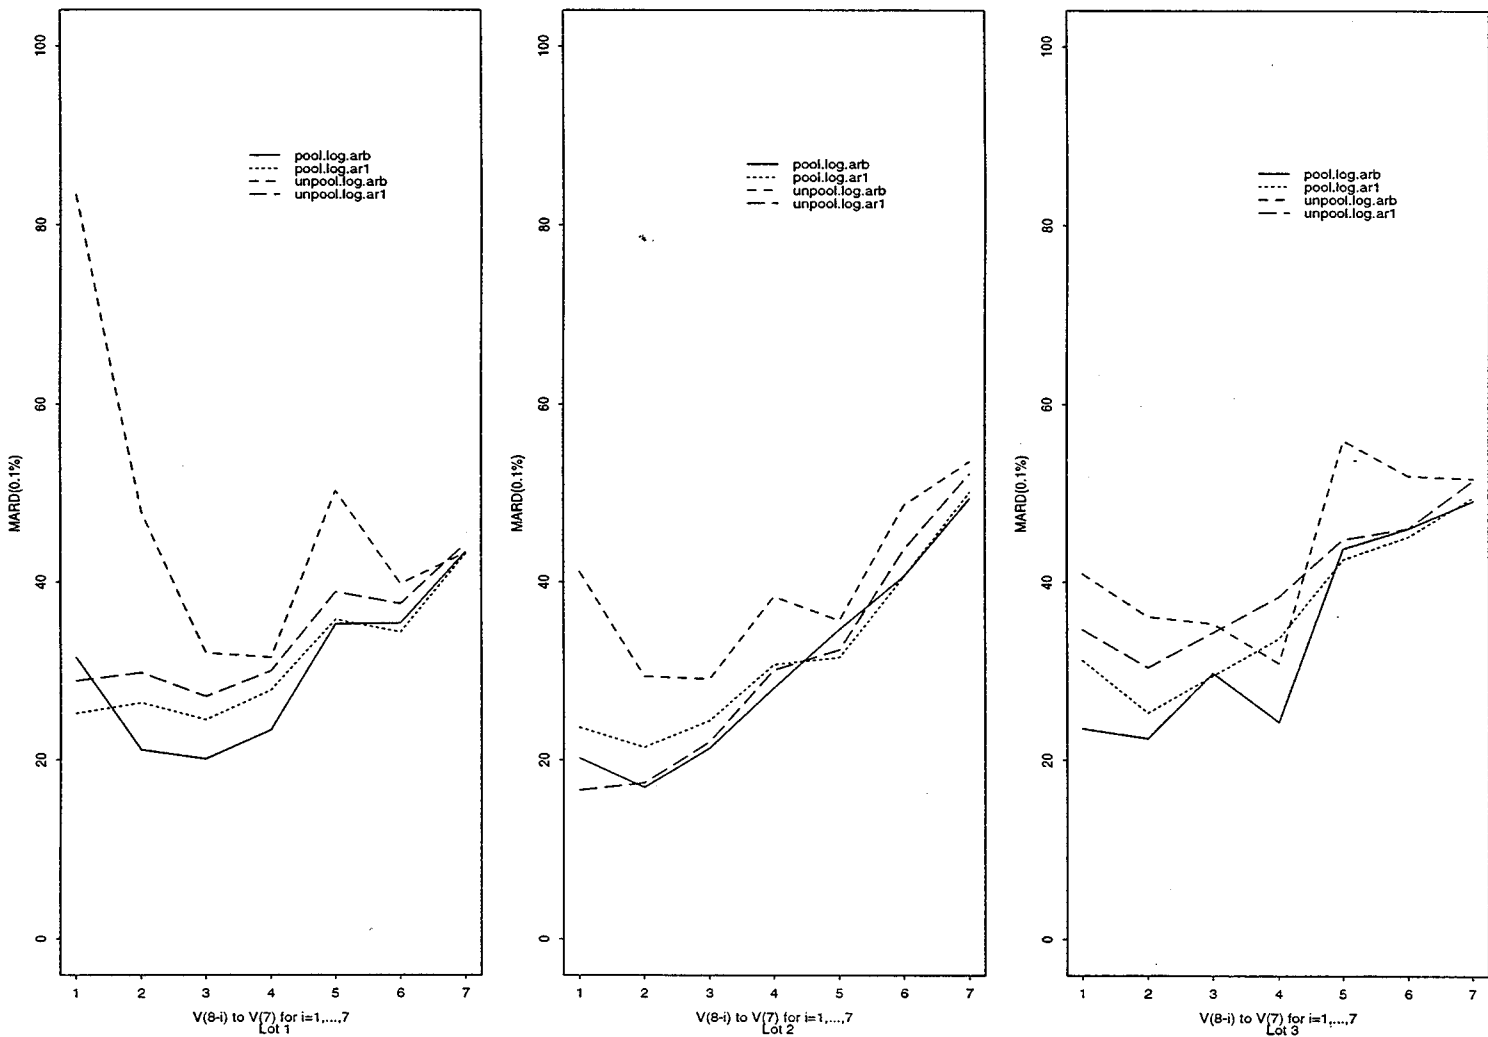 100
80
60
40
20
0
MARD(0.1%)
pool.log.arb
pool.log.ar1
unpool.log.arb
unpool.log.ar1
1 2 3 4 5 6 7
V(8-i) to V(7) for i=1,...,7
Lot 1
100
80
60
40
20
0
MARD(0.1%)
pool.log.arb
pool.log.ar1
unpool.log.arb
unpool.log.ar1
1 2 3 4 5 6 7
V(8-i) to V(7) for i=1,...,7
Lot 2
100
80
60
40
20
0
MARD(0.1%)
pool.log.arb
pool.log.ar1
unpool.log.arb
unpool.log.ar1
1 2 3 4 5 6 7
V(8-i) to V(7) for i=1,...,7
Lot 3